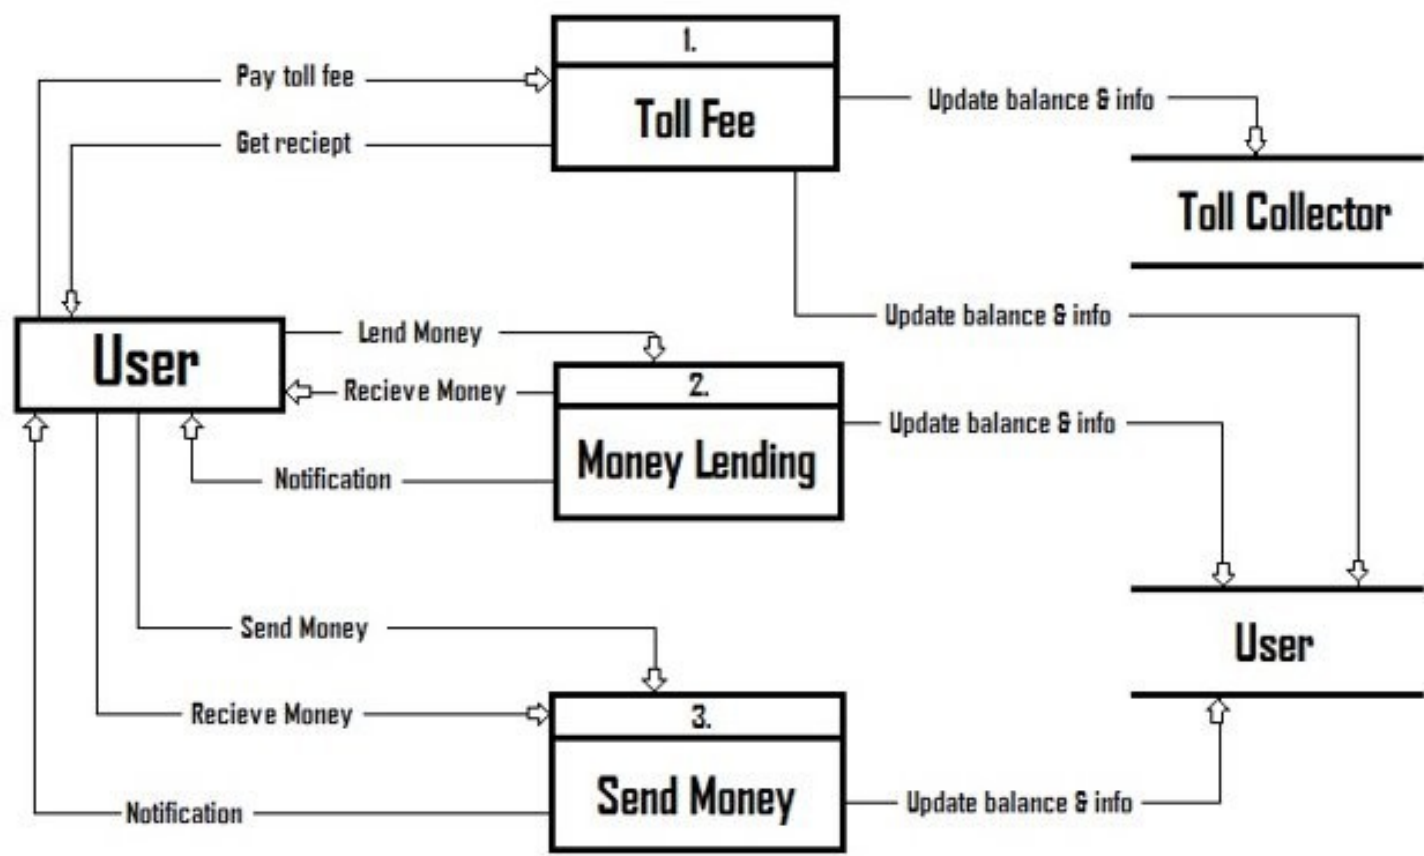 1.
Pay toll fee
Toll Fee
Update balance & info
Get reciept
Toll Collector
Update balance & info
User
Lend Money
Recieve Money
2.
Update balance & info
Money Lending
Notification
Send Money
User
Recieve Money
3.
Send Money
Update balance & info
Notification